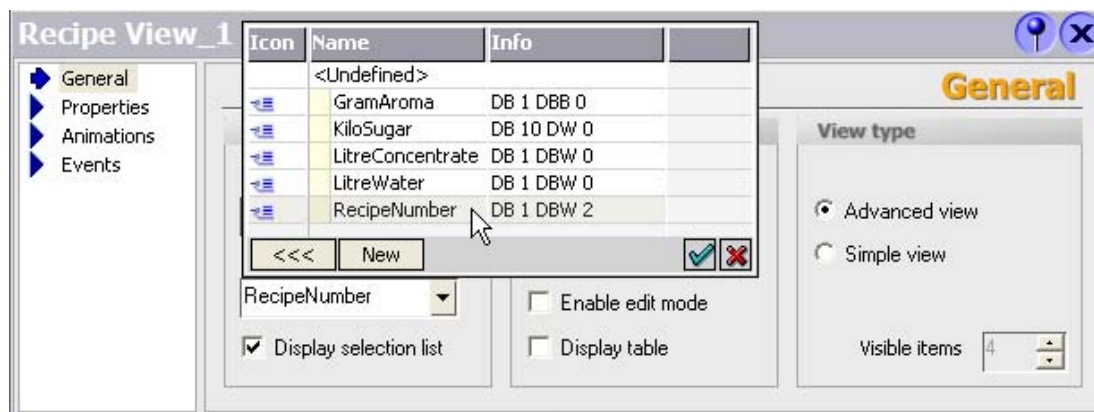 Recipe View_1
General
Properties
Animations
Events
Icon Name Info
<Undefined>
GramAroma DB 1 DBB 0
KiloSugar DB 10 DW 0
LitreConcentrate DB 1 DBW 0
LitreWater DB 1 DBW 0
RecipeNumber DB 1 DBW 2
<<< New
RecipeNumber
Display selection list
Enable edit mode
Display table
General
View type
Advanced view
Simple view
Visible items 4